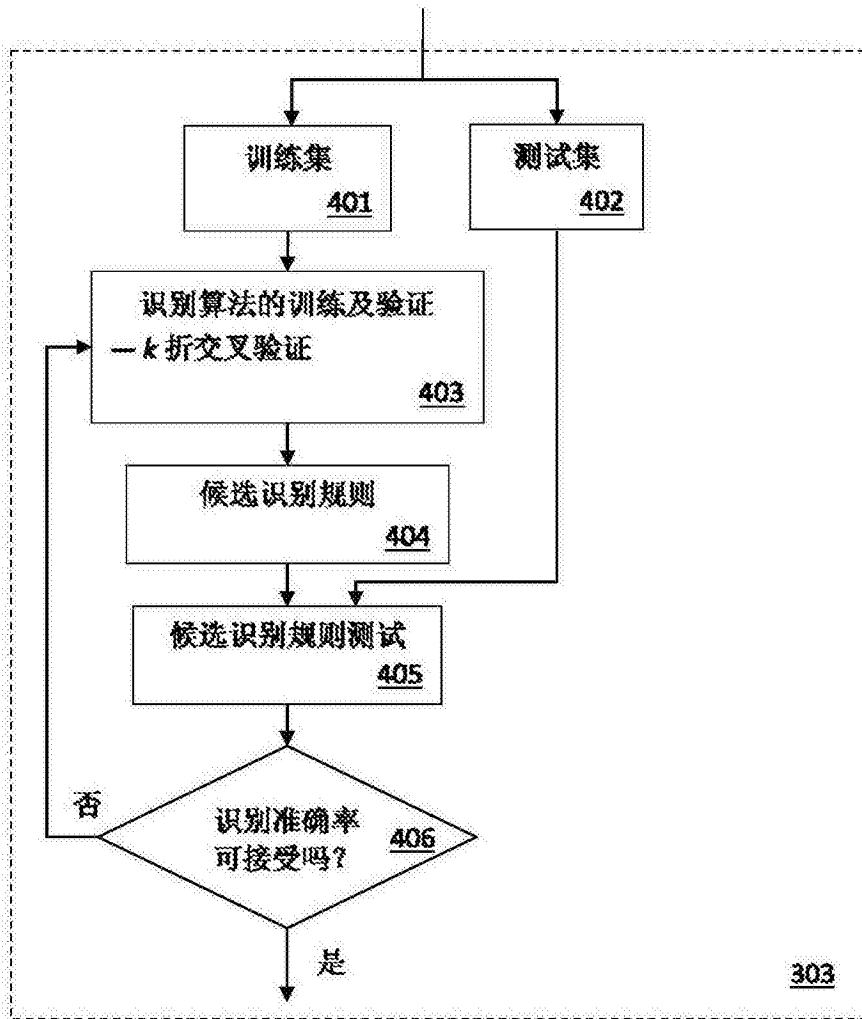 训练集
401
测试集
402
识别算法的训练及验证
— k 折交叉验证
403
候选识别规则
404
候选识别规则测试
405
否
识别准确率
可接受吗?
406
是
303